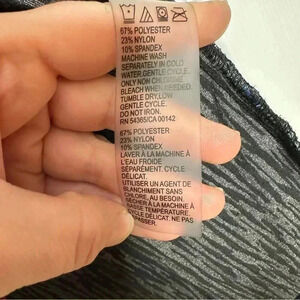 67% POLYESTER
23% NYLON
10% SPANDEX
MACHINE WASH
SEPARATELY IN COLD
WATER,GENTLE CYCLE.
ONLY NON CHLORINE
BLEACH WHEN NEEDED.
TUMBLE DRY,LOW
GENTLE CYCLE.
DO NOT IRON.
RN 54365/CA 00142
67% POLYESTER
23% NYLON
10% SPANDEX
LAVER À LA MACHINE À
L'EAU FROIDE
SÉPARÉMENT. CYCLE
DÉLICAT.
UTILISER UN AGENT DE
BLANCHIMENT SANS
CHLORE, AU BESOIN.
SÉCHER À LA MACHINE À
BASSE TEMPÉRATURE,
CYCLE DÉLICAT. NE
PAS REPASSER.